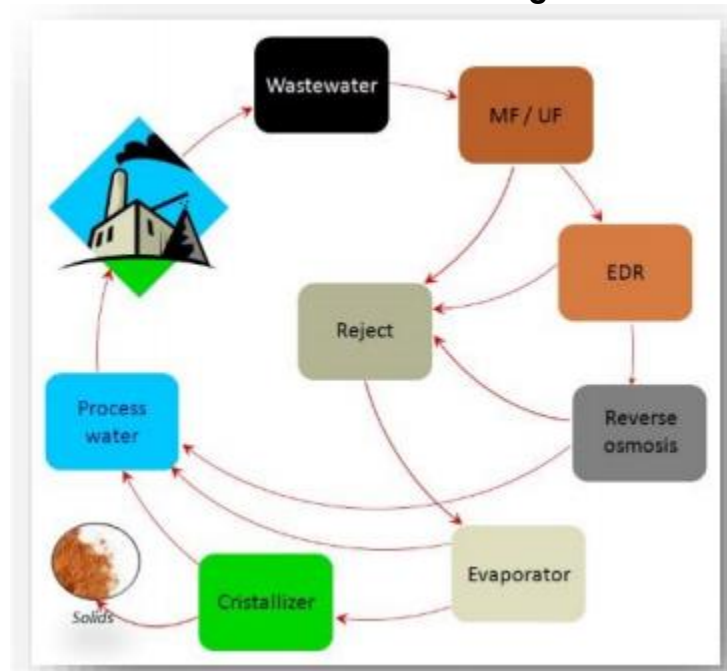 Wastewater
MF / UF
EDR
Reject
Process
water
Reverse
osmosis
Evaporator
Cristallizer
Solids